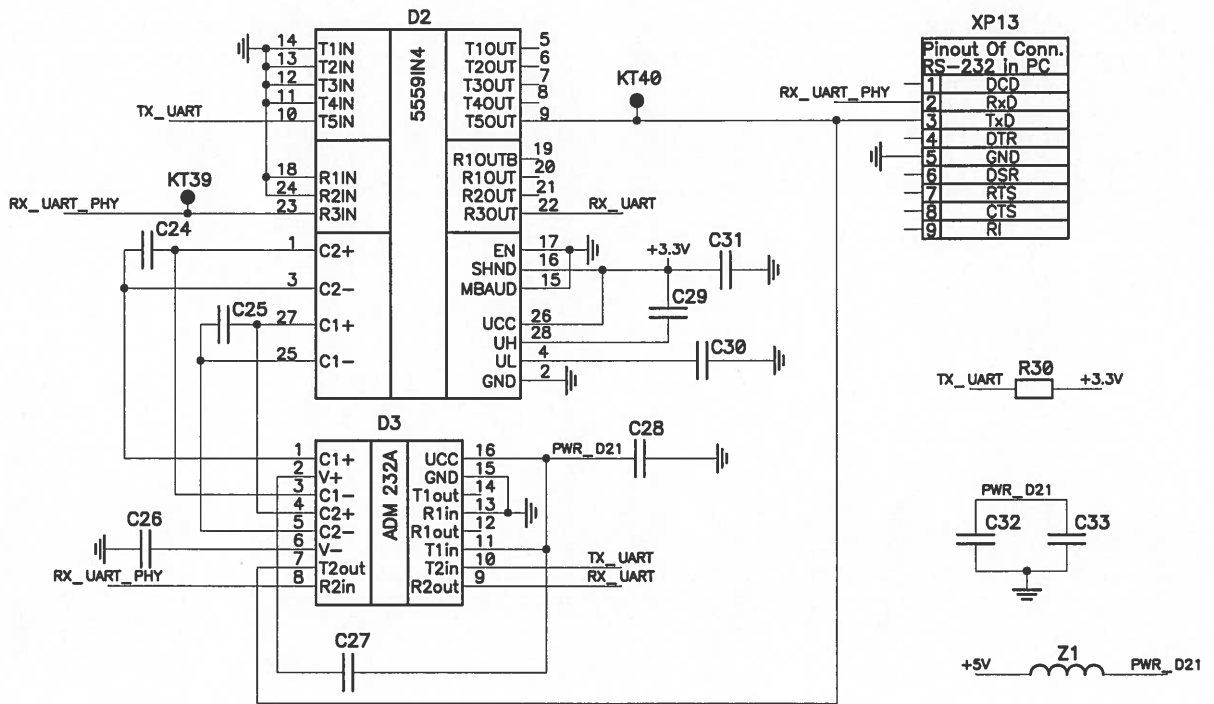 D2
5559IN4
14 T1IN
13 T2IN
12 T3IN
11 T4IN
TX_UART 10 T5IN
18 R1IN
24 R2IN
RX_UART_PHY KT39 23 R3IN
C24 1 C2+
3 C2-
C25 27 C1+
25 C1-
T1OUT 5
T2OUT 6
T3OUT 7
T4OUT 8
T5OUT 9 KT40
R1OUTB 19
R1OUT 20
R2OUT 21
R3OUT 22 RX_UART
EN 17
SHND 16 +3.3V C31
MBAUD 15
C29
UCC 26
UH 28
UL 4 C30
GND 2
XP13
Pinout Of Conn.
RS-232 in PC
1 DCD
RX_UART_PHY 2 RxD
3 TxD
4 DTR
5 GND
6 DSR
7 RTS
8 CTS
9 RI
TX_UART R30 +3.3V
D3
ADM 232A
1 C1+
2 V+
3 C1-
4 C2+
5 C2-
C26 6 V-
7 T2out
RX_UART_PHY 8 R2in
UCC 16 PWR_D21 C28
GND 15
T1out 14
R1in 13
R1out 12
T1in 11
T2in 10 TX_UART
R2out 9 RX_UART
C27
PWR_D21
C32 C33
+5V Z1 PWR_D21